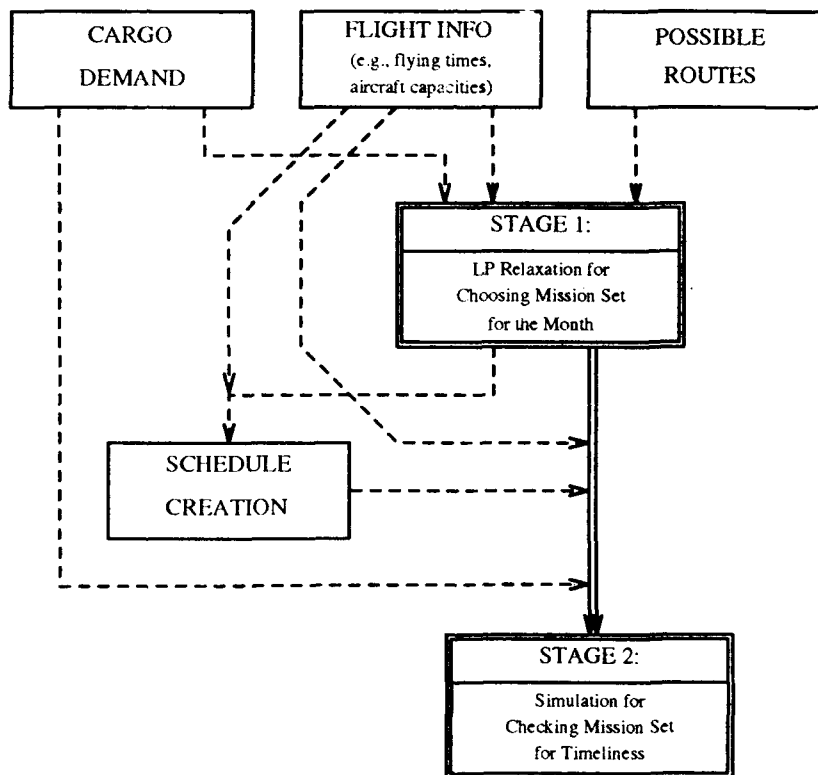 CARGO
DEMAND
FLIGHT INFO
(e.g., flying times,
aircraft capacities)
POSSIBLE
ROUTES
STAGE 1:
LP Relaxation for
Choosing Mission Set
for the Month
SCHEDULE
CREATION
STAGE 2:
Simulation for
Checking Mission Set
for Timeliness